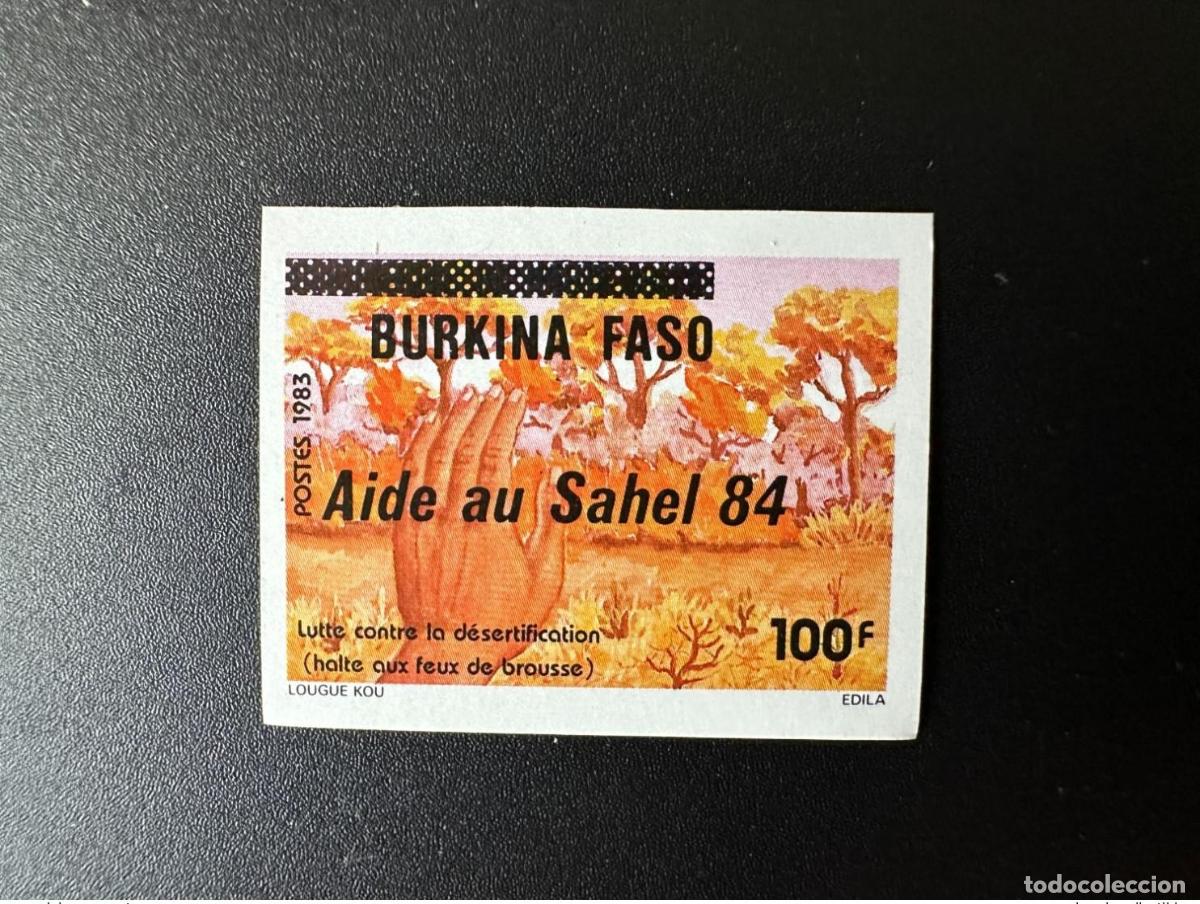 BURKINA FASO
POSTES 1983
Aide au Sahel 84
Lutte contre la désertification
(halte aux feux de brousse)
100F
LOUGUE KOU
EDILA
todocoleccion